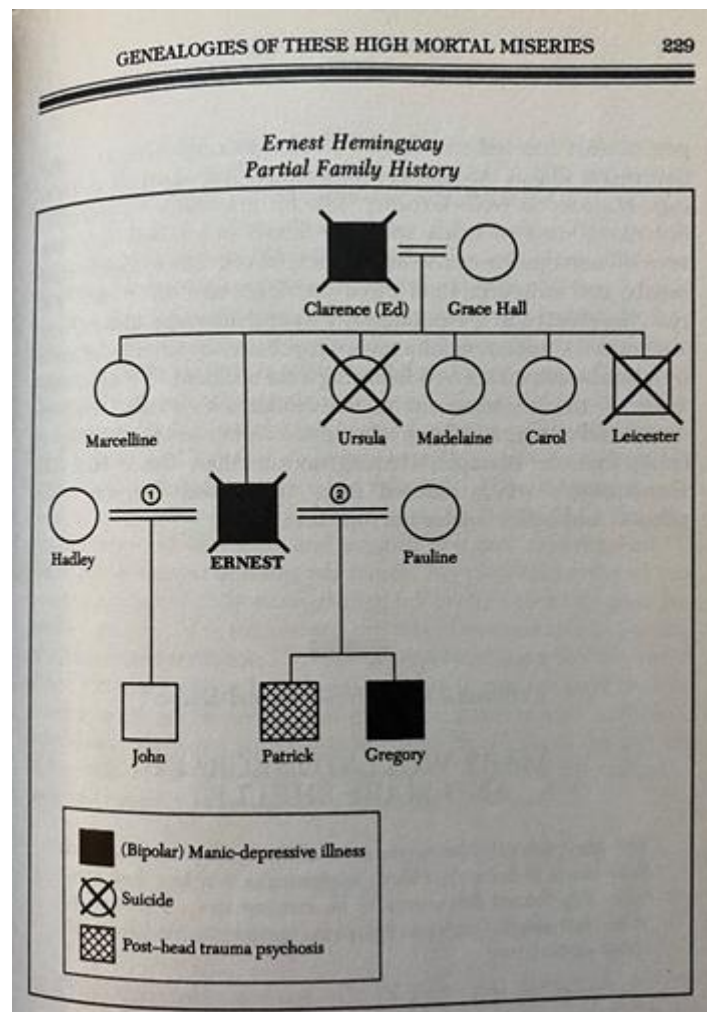 GENEALOGIES OF THESE HIGH MORTAL MISERIES 229
Ernest Hemingway
Partial Family History
Clarence (Ed) Grace Hall
Marcelline Ursula Madelaine Carol Leicester
1 2
Hadley ERNEST Pauline
John Patrick Gregory
(Bipolar) Manic-depressive illness
Suicide
Post–head trauma psychosis